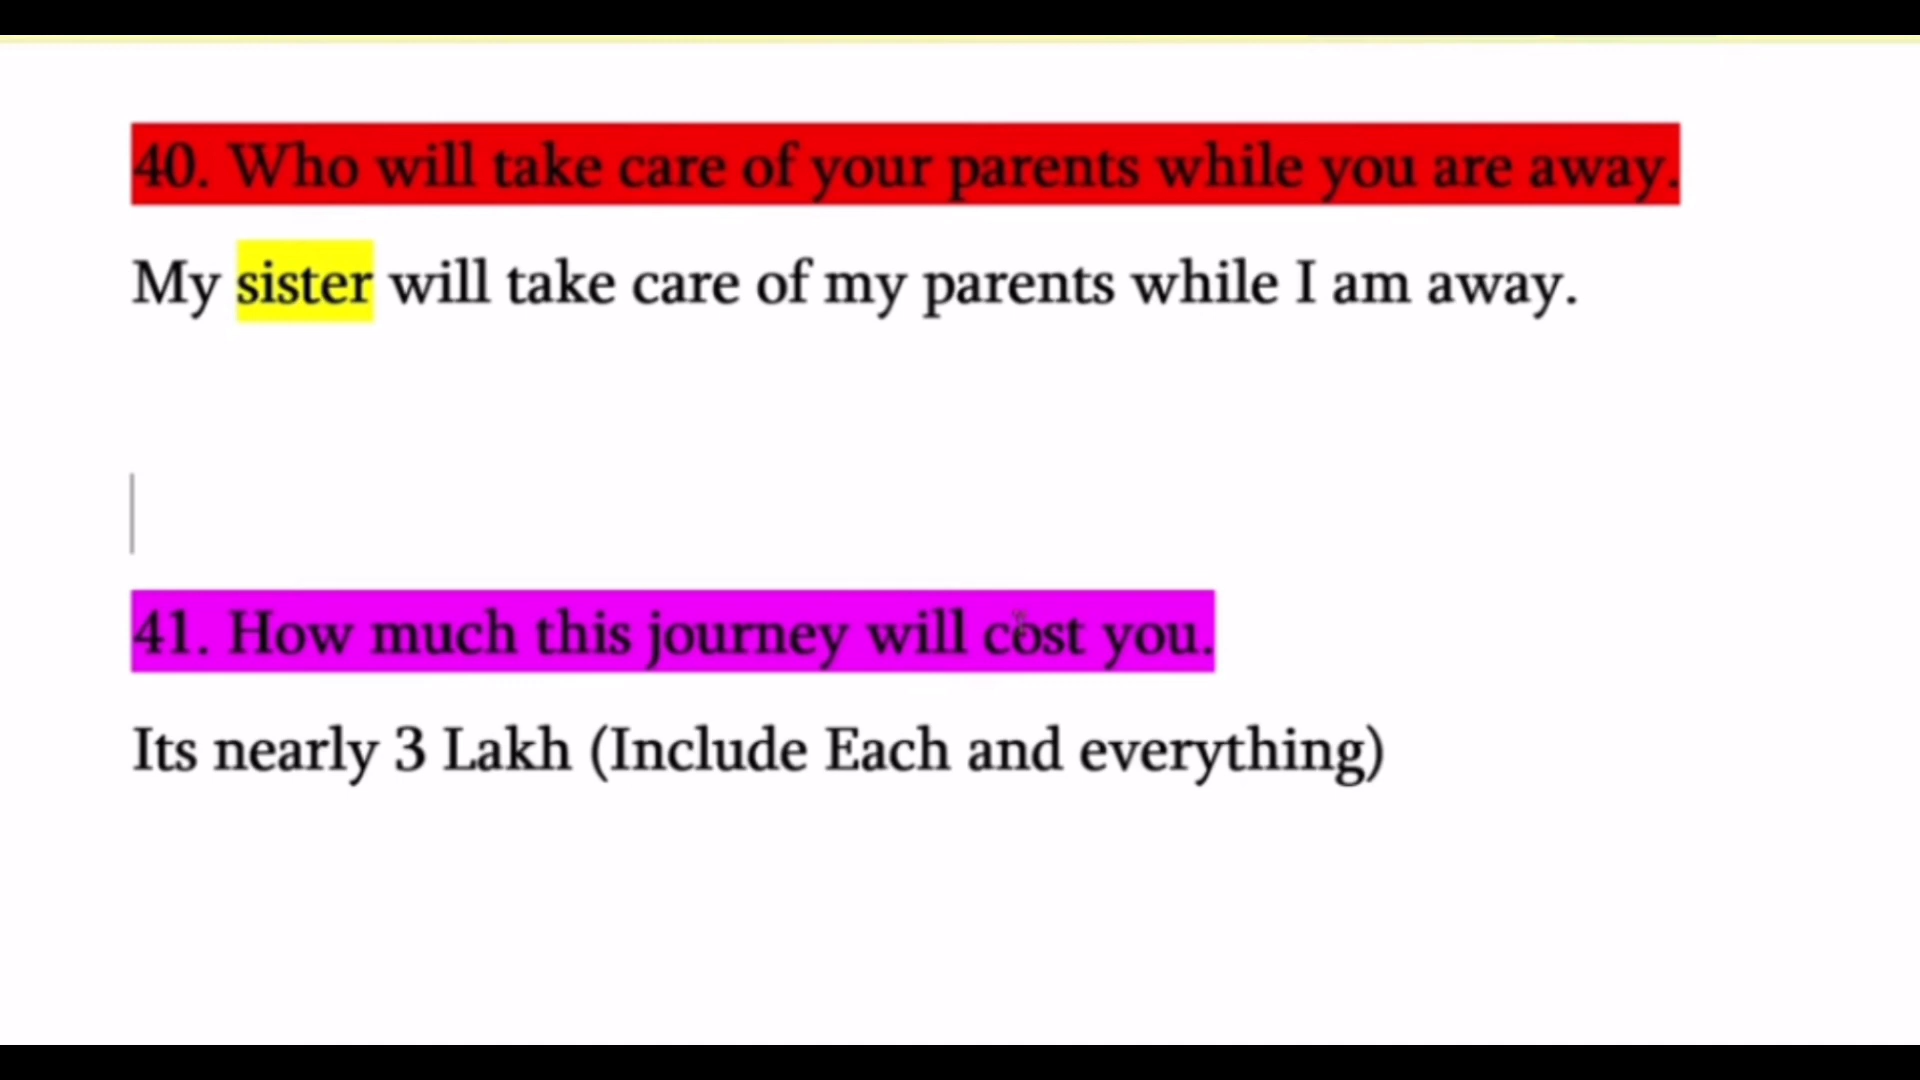 40. Who will take care of your parents while you are away.
My sister will take care of my parents while I am away.
41. How much this journey will cost you.
Its nearly 3 Lakh (Include Each and everything)